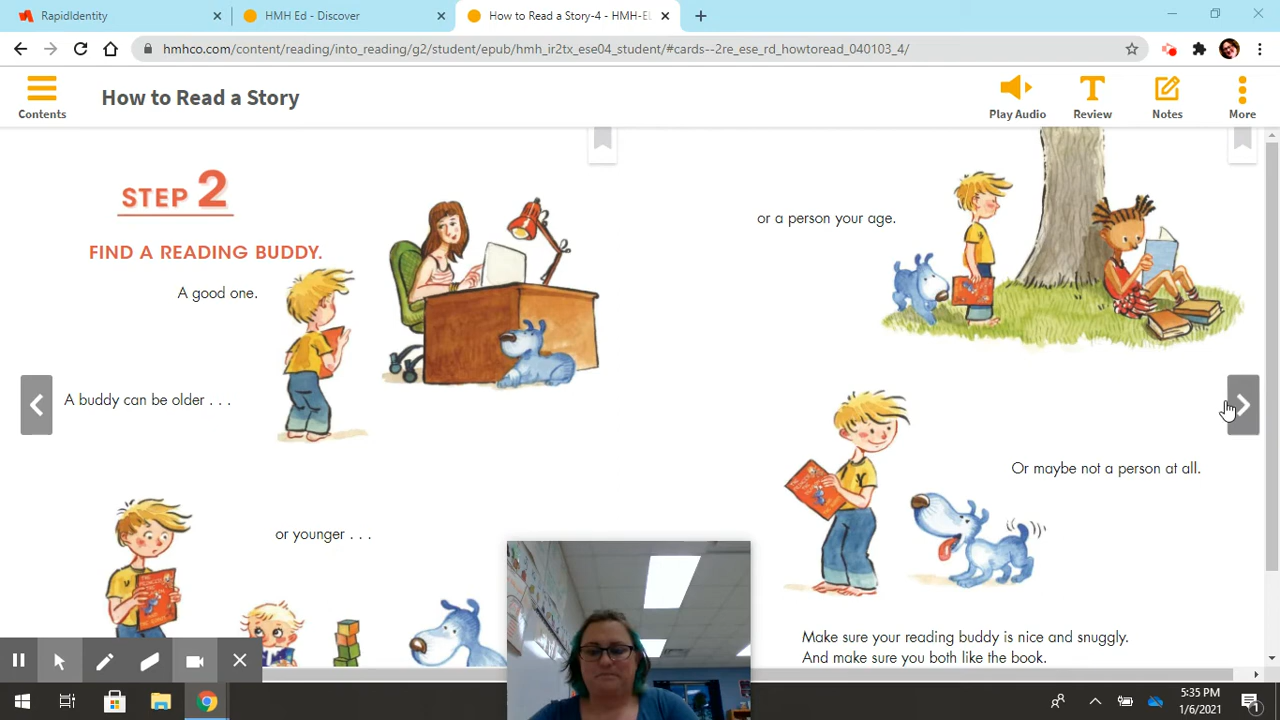 RapidIdentity
HMH Ed - Discover
How to Read a Story-4 - HMH-EL
hmhco.com/content/reading/into_reading/g2/student/epub/hmh_ir2tx_ese04_student/#cards--2re_ese_rd_howtoread_040103_4/
Contents
How to Read a Story
Play Audio
Review
Notes
More
STEP 2
FIND A READING BUDDY.
A good one.
A buddy can be older . . .
or younger . . .
or a person your age.
Or maybe not a person at all.
Make sure your reading buddy is nice and snuggly.
And make sure you both like the book.
5:35 PM
1/6/2021